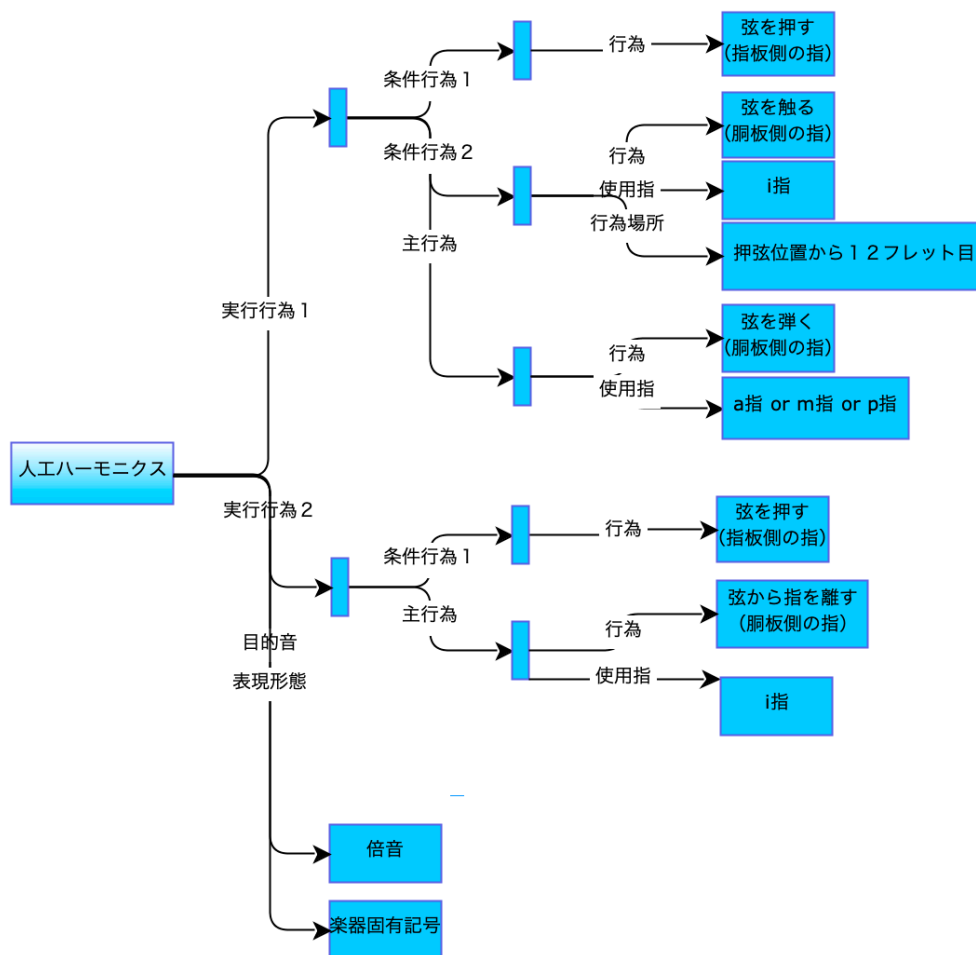 弦を押す
(指板側の指)
行為
条件行為１
弦を触る
(胴板側の指)
行為
条件行為２
使用指
i指
行為場所
主行為
押弦位置から１２フレット目
実行行為１
弦を弾く
(胴板側の指)
行為
使用指
a指 or m指 or p指
人工ハーモニクス
実行行為２
弦を押す
(指板側の指)
行為
条件行為１
弦から指を離す
(胴板側の指)
主行為
行為
目的音
使用指
表現形態
i指
倍音
楽器固有記号